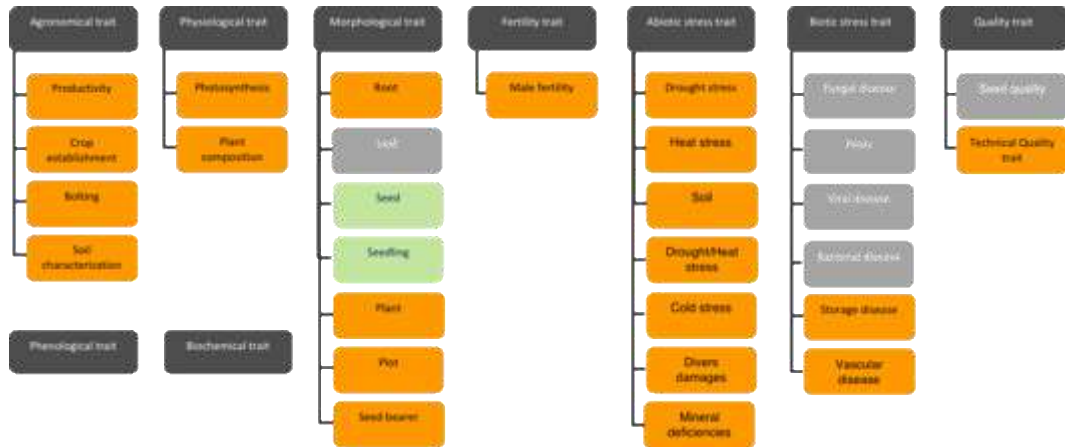 Agronomical trait
Productivity
Crop
establishment
Bolting
Soil
characterization
Physiological trait
Photosynthesis
Plant
composition
Morphological trait
Root
Leaf
Seed
Seedling
Plant
Plot
Seed bearer
Fertility trait
Male fertility
Abiotic stress trait
Drought stress
Heat stress
Soil
Drought/Heat
stress
Cold stress
Divers
damages
Mineral
deficiencies
Biotic stress trait
Fungal disease
Pests
Viral disease
Bacterial disease
Storage disease
Vascular
disease
Quality trait
Seed quality
Technical Quality
trait
Phenological trait
Biochemical trait